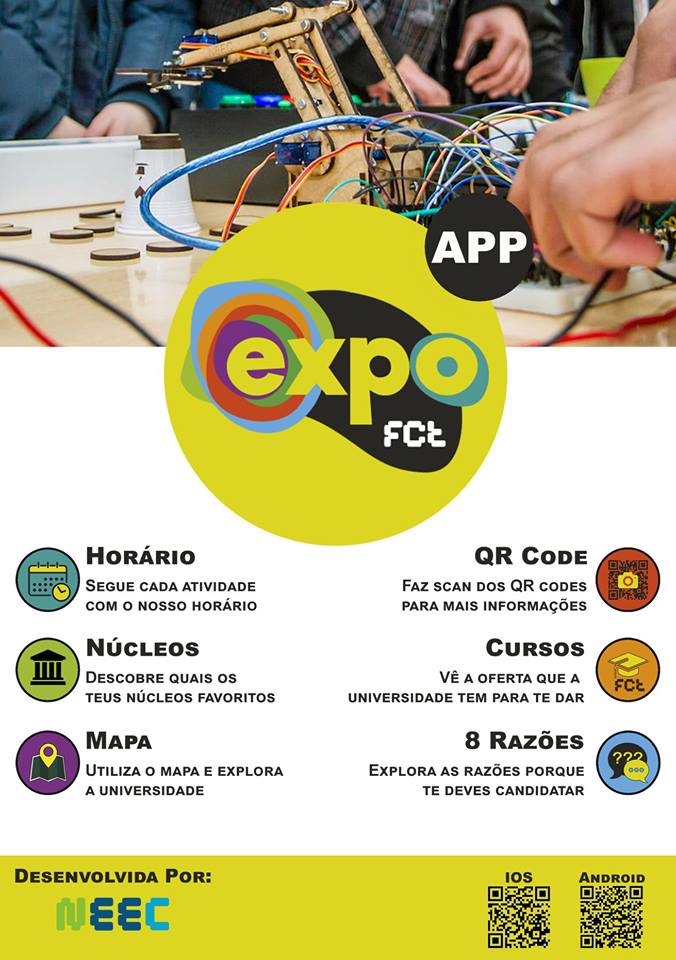 APP
expo
FCt
Horário
Segue cada atividade
com o nosso horário
Núcleos
Descobre quais os
teus núcleos favoritos
Mapa
Utiliza o mapa e explora
a universidade
QR Code
Faz scan dos QR codes
para mais informações
Cursos
FCt
Vê a oferta que a
universidade tem para te dar
8 Razões
???
Explora as razões porque
te deves candidatar
Desenvolvida Por:
NEEC
IOS
Android